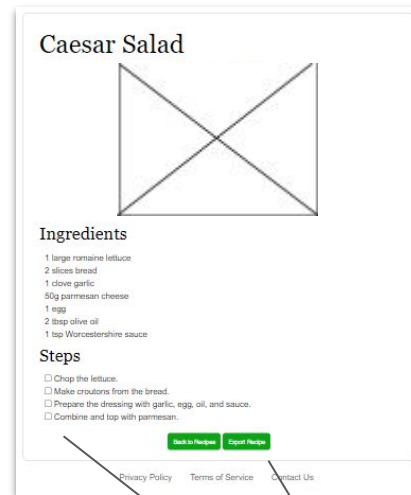 Caesar Salad
Ingredients
1 large romaine lettuce
2 slices bread
1 clove garlic
50g parmesan cheese
1 egg
2 tbsp olive oil
1 tsp Worcestershire sauce
Steps
Chop the lettuce.
Make croutons from the bread.
Prepare the dressing with garlic, egg, oil, and sauce.
Combine and top with parmesan.
Back to Recipes Export Recipe
Privacy Policy Terms of Service Contact Us